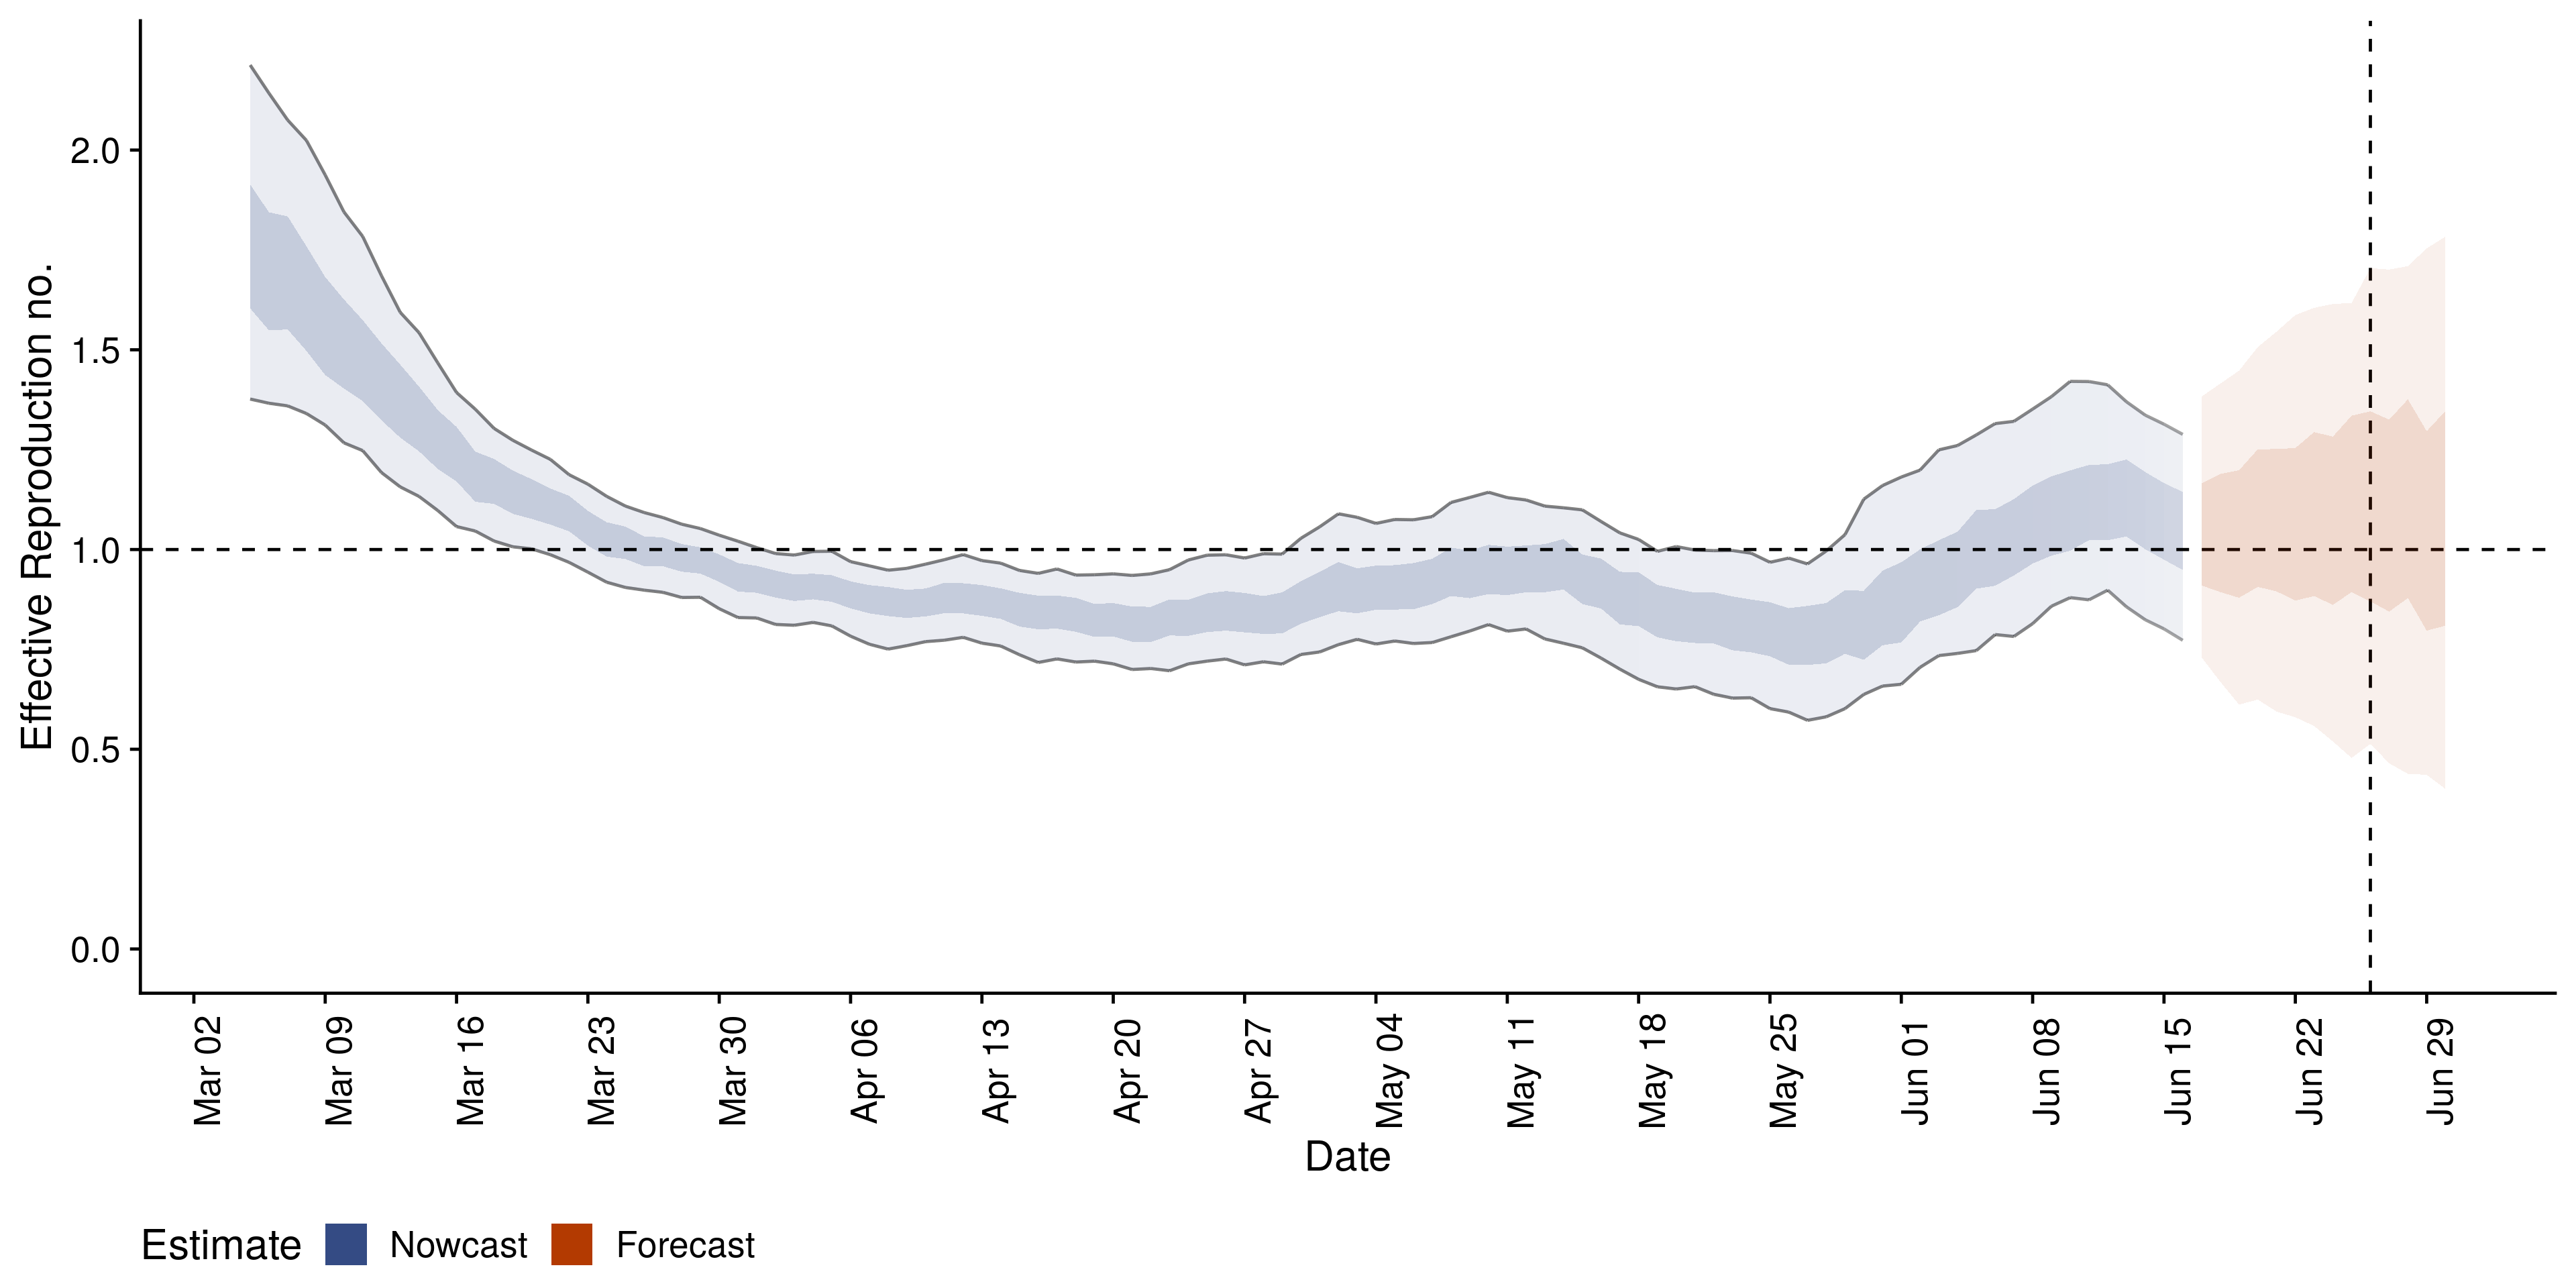 Effective Reproduction no.
2.0
1.5
1.0
0.5
0.0
Mar 02
Mar 09
Mar 16
Mar 23
Mar 30
Apr 06
Apr 13
Apr 20
Apr 27
May 04
May 11
May 18
May 25
Jun 01
Jun 08
Jun 15
Jun 22
Jun 29
Date
Estimate Nowcast Forecast